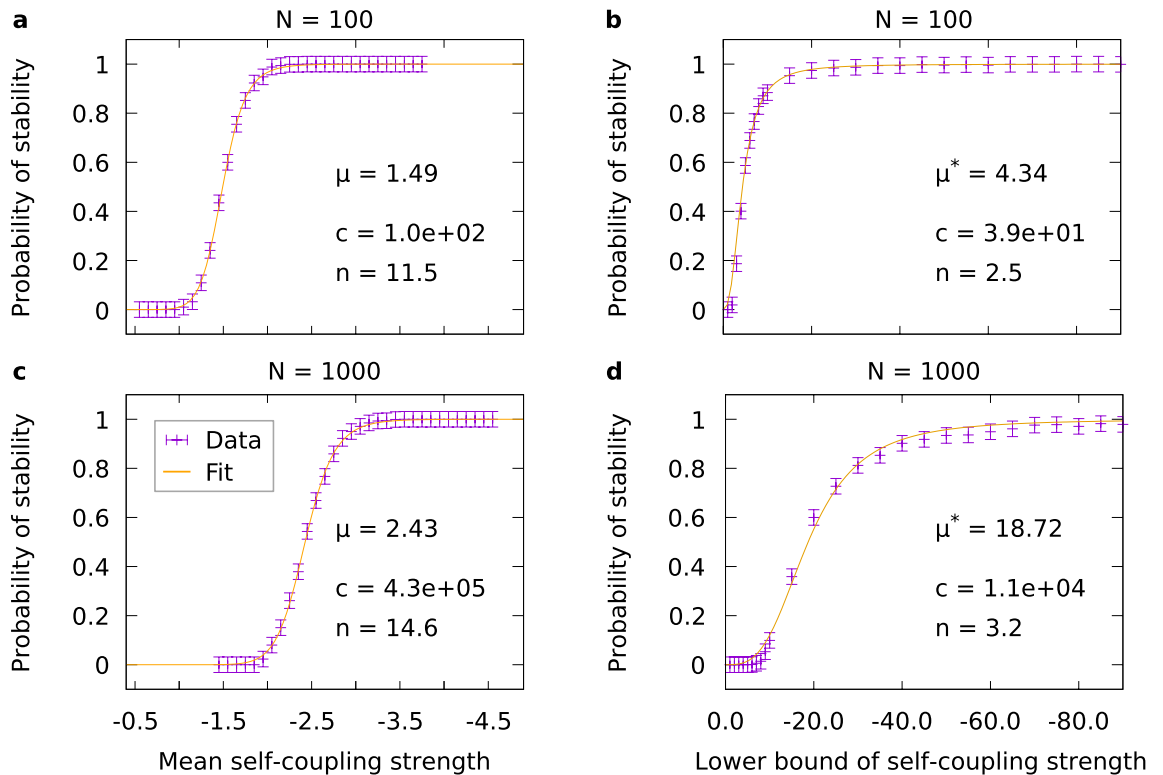 a
N = 100
Probability of stability
1
0.8
0.6
0.4
0.2
0
μ = 1.49
c = 1.0e+02
n = 11.5
b
N = 100
Probability of stability
1
0.8
0.6
0.4
0.2
0
μ* = 4.34
c = 3.9e+01
n = 2.5
c
N = 1000
Probability of stability
1
0.8
0.6
0.4
0.2
0
Data
Fit
μ = 2.43
c = 4.3e+05
n = 14.6
-0.5 -1.5 -2.5 -3.5 -4.5
Mean self-coupling strength
d
N = 1000
Probability of stability
1
0.8
0.6
0.4
0.2
0
μ* = 18.72
c = 1.1e+04
n = 3.2
0.0 -20.0 -40.0 -60.0 -80.0
Lower bound of self-coupling strength